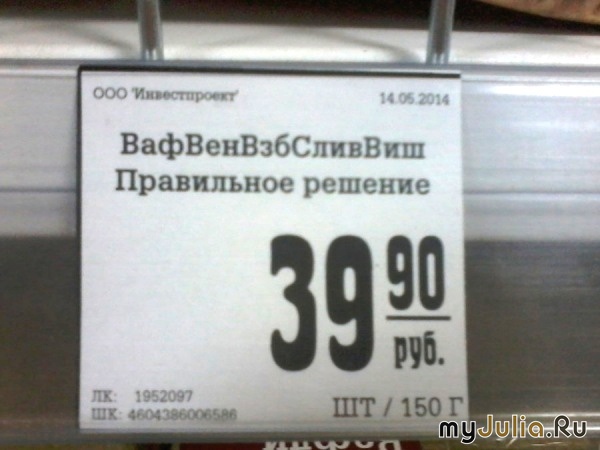 ООО 'Инвестпроект' 14.05.2014
ВафВенВзбСливВиш
Правильное решение
39 90
руб.
ЛК: 1952097
ШК: 4604386006586
ШТ / 150 Г
myJulia.Ru